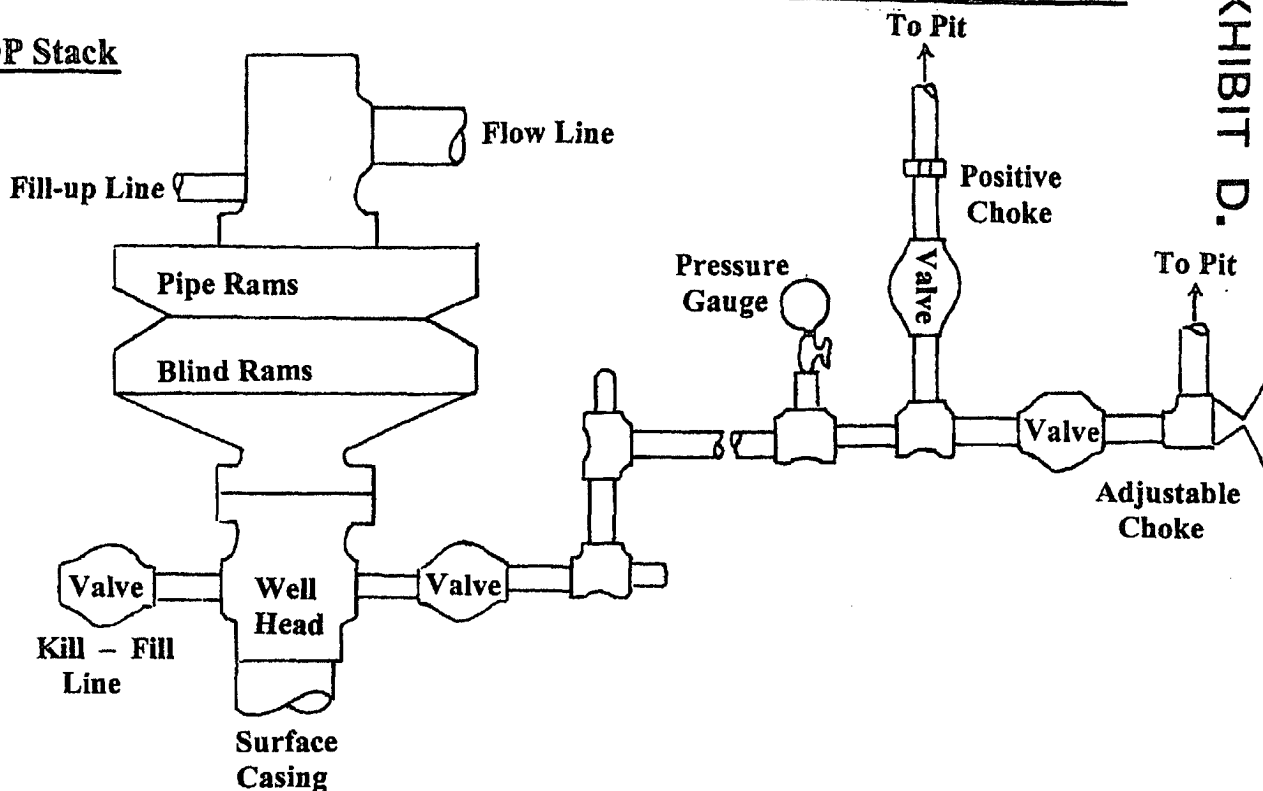 P Stack
To Pit
KHIBIT D.
Flow Line
Fill-up Line
Positive
Choke
Valve
Pressure
Gauge
To Pit
Pipe Rams
Blind Rams
Valve
Adjustable
Choke
Valve
Well
Head
Valve
Kill – Fill
Line
Surface
Casing